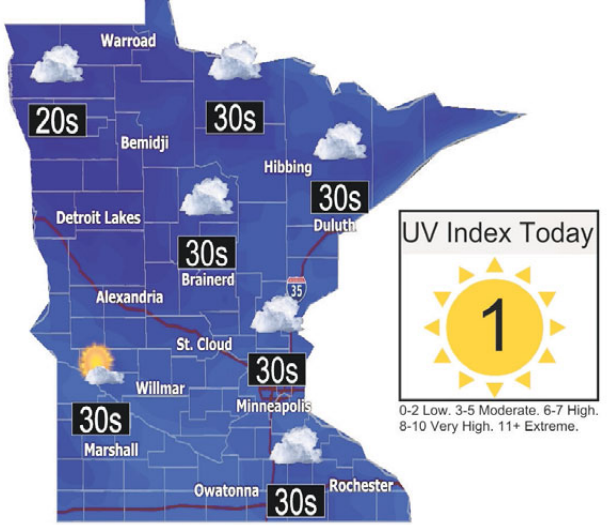 Warroad
20s
30s
Bemidji
Hibbing
30s
Detroit Lakes
Duluth
UV Index Today
30s
Brainerd
35
Alexandria
1
St. Cloud
30s
Willmar
Minneapolis
0-2 Low. 3-5 Moderate. 6-7 High.
8-10 Very High. 11+ Extreme.
30s
Marshall
Owatonna
30s
Rochester